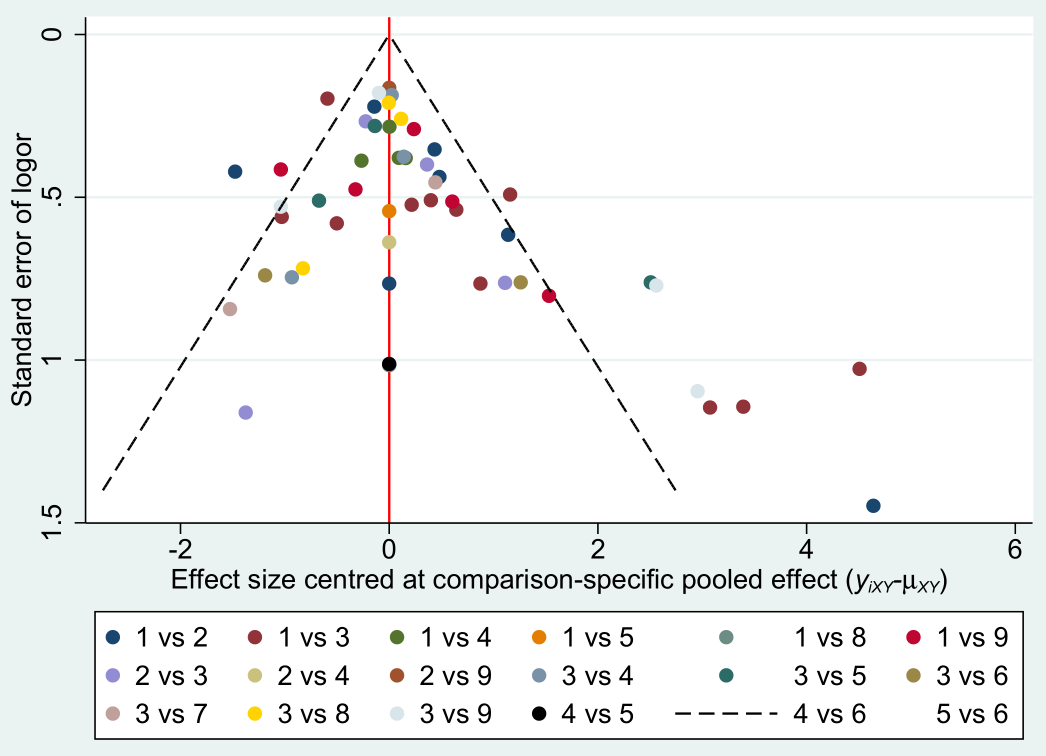 0
.5
1
1.5
Standard error of logor
-2 0 2 4 6
Effect size centred at comparison-specific pooled effect (yiXY-μXY)
1 vs 2 1 vs 3 1 vs 4 1 vs 5 1 vs 8 1 vs 9
2 vs 3 2 vs 4 2 vs 9 3 vs 4 3 vs 5 3 vs 6
3 vs 7 3 vs 8 3 vs 9 4 vs 5 4 vs 6 5 vs 6